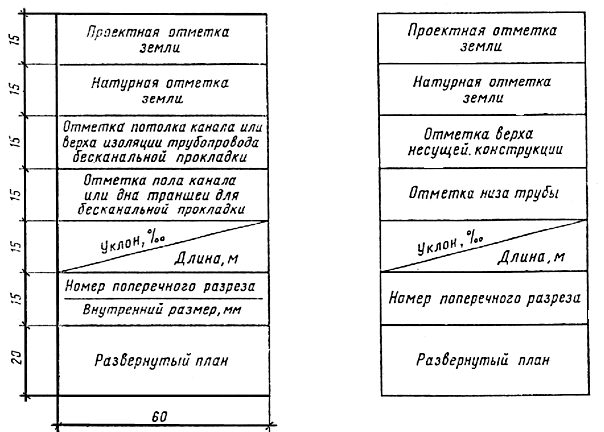 15
Проектная отметка
земли
15
Натурная отметка
земли
15
Отметка потолка канала или
верха изоляции трубопровода
бесканальной прокладки
15
Отметка пола канала
или дна траншеи для
бесканальной прокладки
15
Уклон, ‰
Длина, м
15
Номер поперечного разреза
Внутренний размер, мм
20
Развернутый план
60
Проектная отметка
земли
Натурная отметка
земли
Отметка верха
несущей. конструкции
Отметка низа трубы
Уклон, ‰
Длина, м
Номер поперечного разреза
Развернутый план